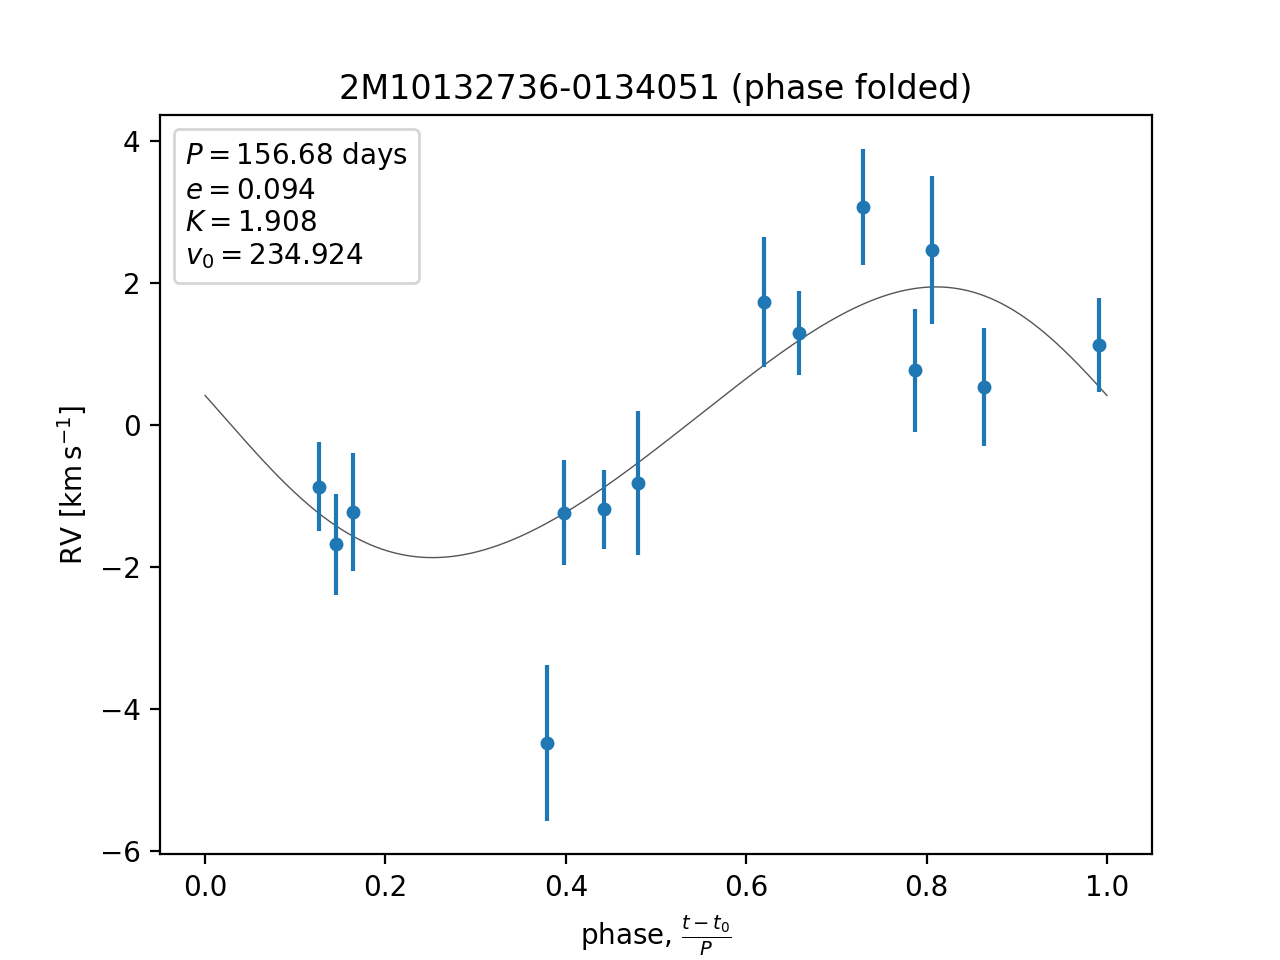 2M10132736-0134051 (phase folded)
P = 156.68 days
e = 0.094
K = 1.908
v₀ = 234.924
4
2
0
−2
−4
−6
RV [km s⁻¹]
0.0 0.2 0.4 0.6 0.8 1.0
phase, (t − t₀)/P